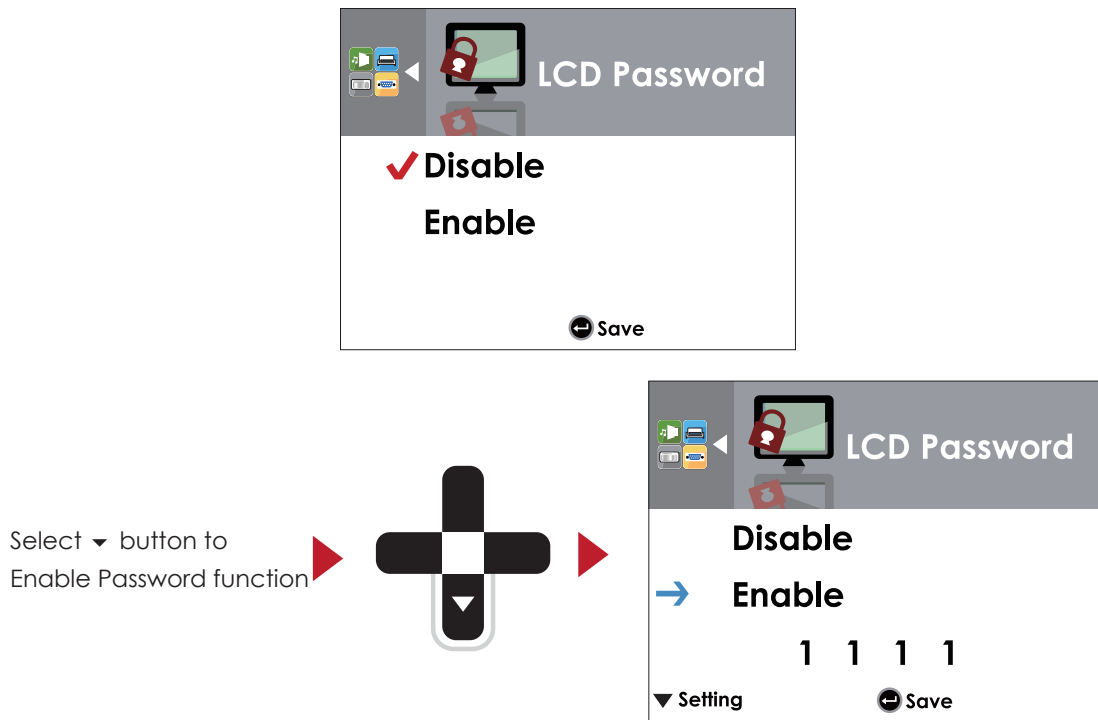 LCD Password
Disable
Enable
Save
Select button to
Enable Password function
LCD Password
Disable
Enable
1 1 1 1
Setting Save